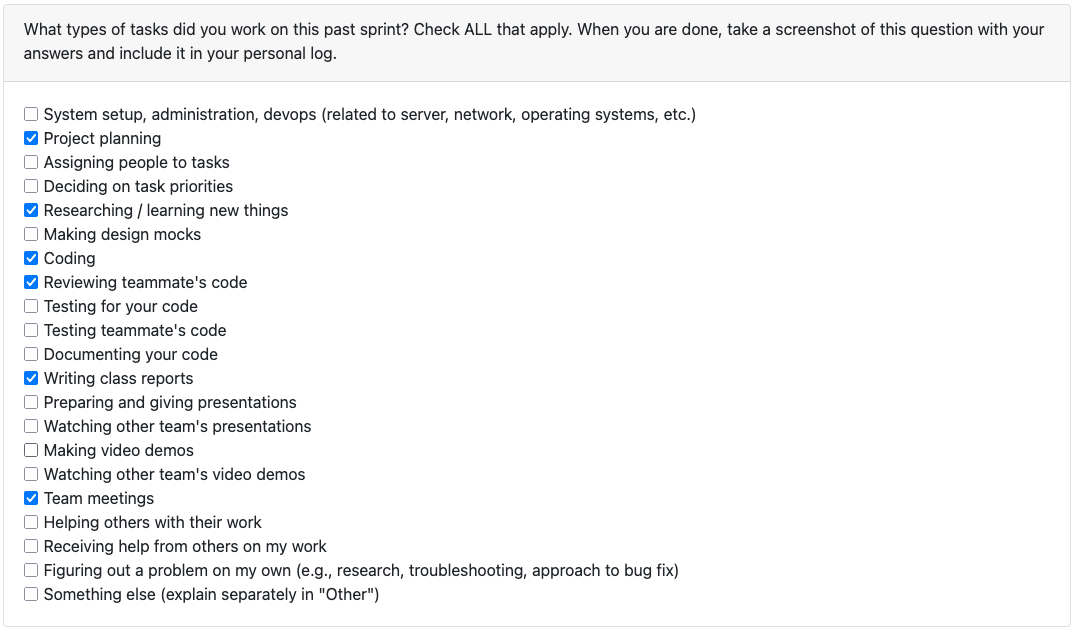 What types of tasks did you work on this past sprint? Check ALL that apply. When you are done, take a screenshot of this question with your
answers and include it in your personal log.
System setup, administration, devops (related to server, network, operating systems, etc.)
Project planning
Assigning people to tasks
Deciding on task priorities
Researching / learning new things
Making design mocks
Coding
Reviewing teammate's code
Testing for your code
Testing teammate's code
Documenting your code
Writing class reports
Preparing and giving presentations
Watching other team's presentations
Making video demos
Watching other team's video demos
Team meetings
Helping others with their work
Receiving help from others on my work
Figuring out a problem on my own (e.g., research, troubleshooting, approach to bug fix)
Something else (explain separately in "Other")